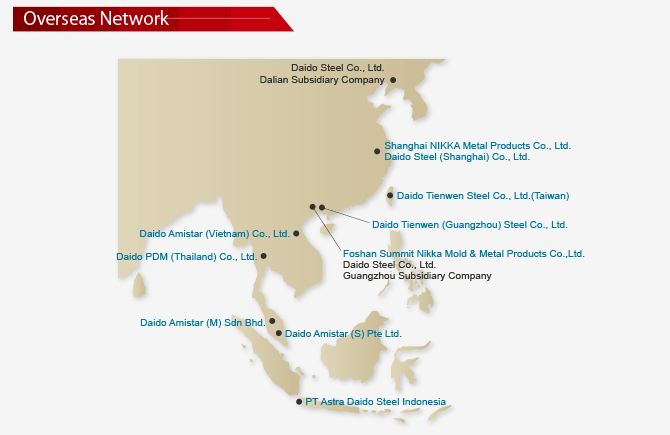 Overseas Network
Daido Steel Co., Ltd.
Dalian Subsidiary Company
Shanghai NIKKA Metal Products Co., Ltd.
Daido Steel (Shanghai) Co., Ltd.
Daido Tienwen Steel Co., Ltd.(Taiwan)
Daido Tienwen (Guangzhou) Steel Co., Ltd.
Daido Amistar (Vietnam) Co., Ltd.
Foshan Summit Nikka Mold & Metal Products Co.,Ltd.
Daido Steel Co., Ltd.
Guangzhou Subsidiary Company
Daido PDM (Thailand) Co., Ltd.
Daido Amistar (M) Sdn Bhd.
Daido Amistar (S) Pte Ltd.
PT Astra Daido Steel Indonesia